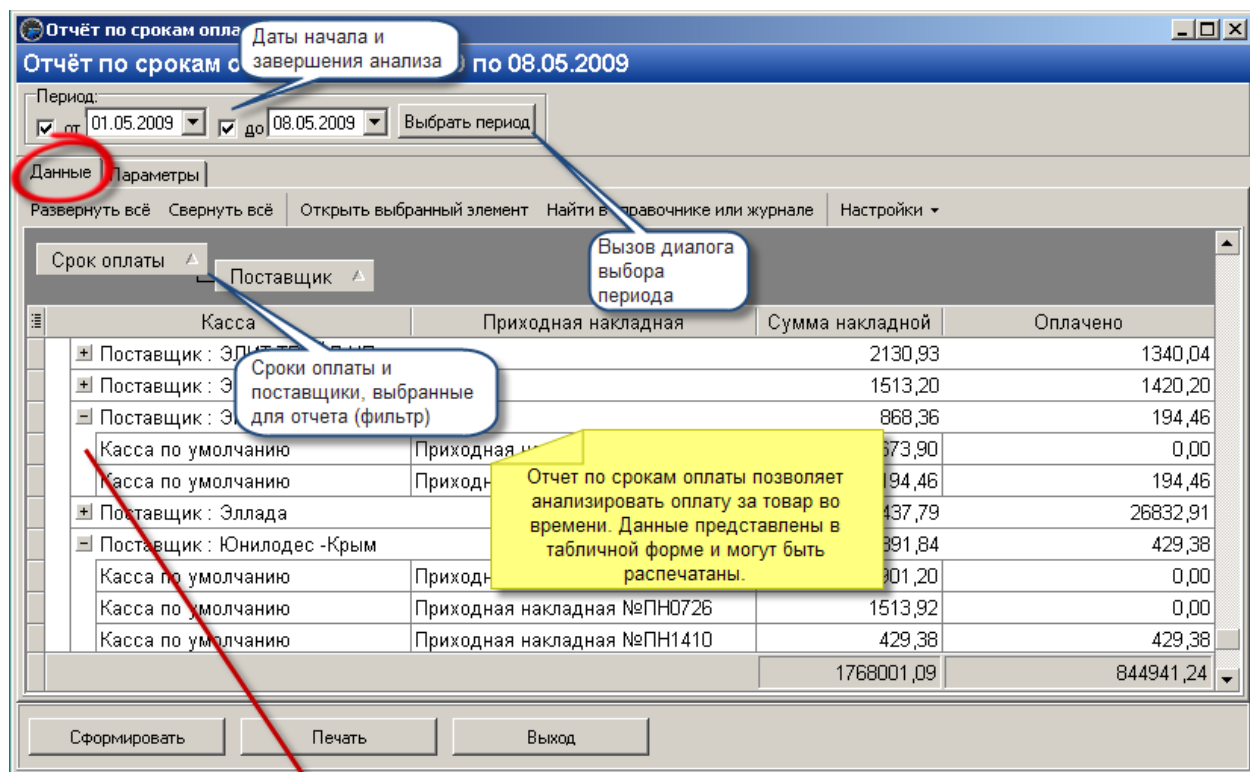 Отчёт по срокам опла
Даты начала и
завершения анализа
Отчёт по срокам о по 08.05.2009
Период:
от 01.05.2009 до 08.05.2009 Выбрать период
Данные Параметры
Развернуть всё Свернуть всё Открыть выбранный элемент Найти в справочнике или журнале Настройки
Вызов диалога
выбора
периода
Срок оплаты
Поставщик
Касса Приходная накладная Сумма накладной Оплачено
Поставщик : ЭЛИТ 2130,93 1340,04
Сроки оплаты и
поставщики, выбранные
для отчета (фильтр)
Поставщик : Э 1513,20 1420,20
Поставщик : Э 868,36 194,46
Касса по умолчанию Приходная 673,90 0,00
Касса по умолчанию Приход 194,46 194,46
Поставщик : Эллада 437,79 26832,91
Поставщик : Юнилодес -Крым 391,84 429,38
Касса по умолчанию Приход 901,20 0,00
Отчет по срокам оплаты позволяет
анализировать оплату за товар во
времени. Данные представлены в
табличной форме и могут быть
распечатаны.
Касса по умолчанию Приходная накладная №ПН0726 1513,92 0,00
Касса по умолчанию Приходная накладная №ПН1410 429,38 429,38
1768001,09 844941,24
Сформировать Печать Выход